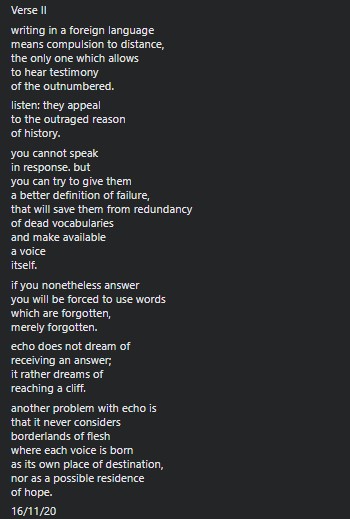 Verse II
writing in a foreign language
means compulsion to distance,
the only one which allows
to hear testimony
of the outnumbered.
listen: they appeal
to the outraged reason
of history.
you cannot speak
in response. but
you can try to give them
a better definition of failure,
that will save them from redundancy
of dead vocabularies
and make available
a voice
itself.
if you nonetheless answer
you will be forced to use words
which are forgotten,
merely forgotten.
echo does not dream of
receiving an answer;
it rather dreams of
reaching a cliff.
another problem with echo is
that it never considers
borderlands of flesh
where each voice is born
as its own place of destination,
nor as a possible residence
of hope.
16/11/20